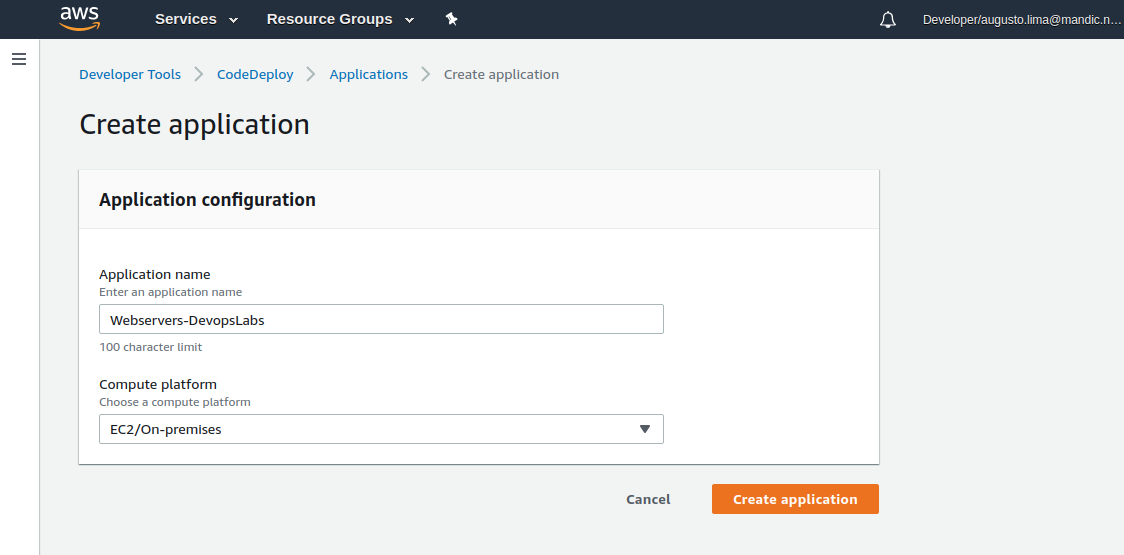 aws Services Resource Groups Developer/augusto.lima@mandic.n...
Developer Tools CodeDeploy Applications Create application
Create application
Application configuration
Application name
Enter an application name
Webservers-DevopsLabs
100 character limit
Compute platform
Choose a compute platform
EC2/On-premises
Cancel Create application